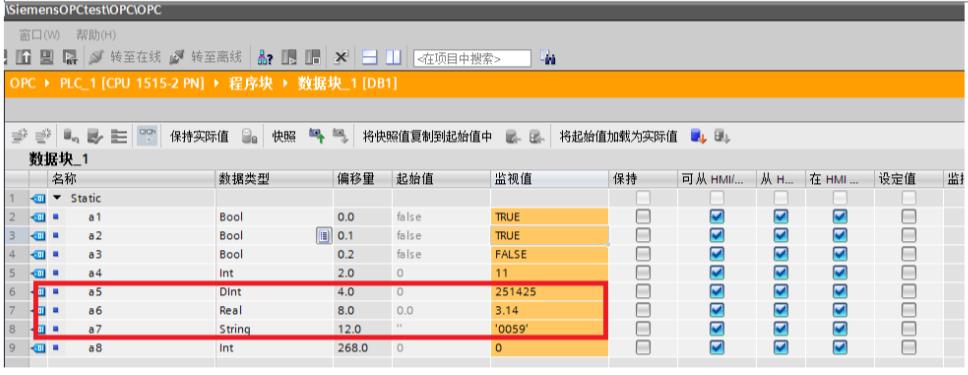 \SiemensOPCtest\OPC\OPC
窗口(W) 帮助(H)
转至在线 转至离线 <在项目中搜索>
OPC PLC_1 [CPU 1515-2 PN] 程序块 数据块_1 [DB1]
保持实际值 快照 将快照值复制到起始值中 将起始值加载为实际值
数据块_1
名称 数据类型 偏移量 起始值 监视值 保持 可从 HMI/... 从 H... 在 HMI ... 设定值
1 Static
2 a1 Bool 0.0 false TRUE
3 a2 Bool 0.1 false TRUE
4 a3 Bool 0.2 false FALSE
5 a4 Int 2.0 0 11
6 a5 DInt 4.0 0 251425
7 a6 Real 8.0 0.0 3.14
8 a7 String 12.0 '' '0059'
9 a8 Int 268.0 0 0